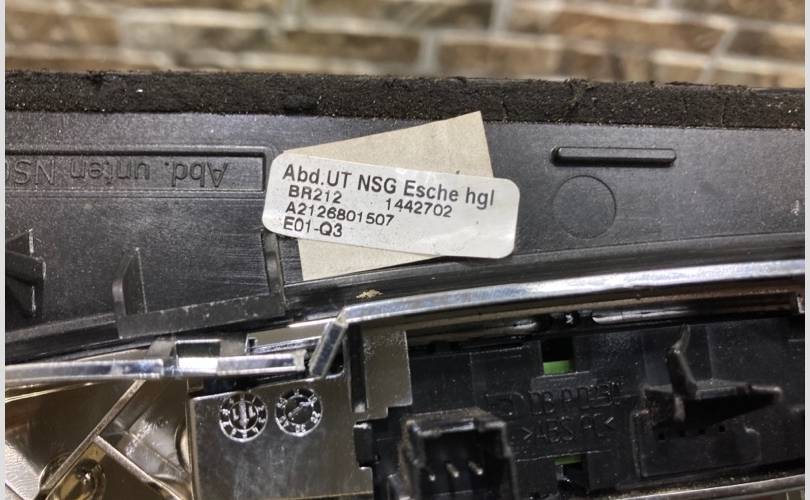 Abd.UT NSG Esche hgl
BR212 1442702
A2126801507
E01-Q3
Abd. unten NSG
>ABS PC<